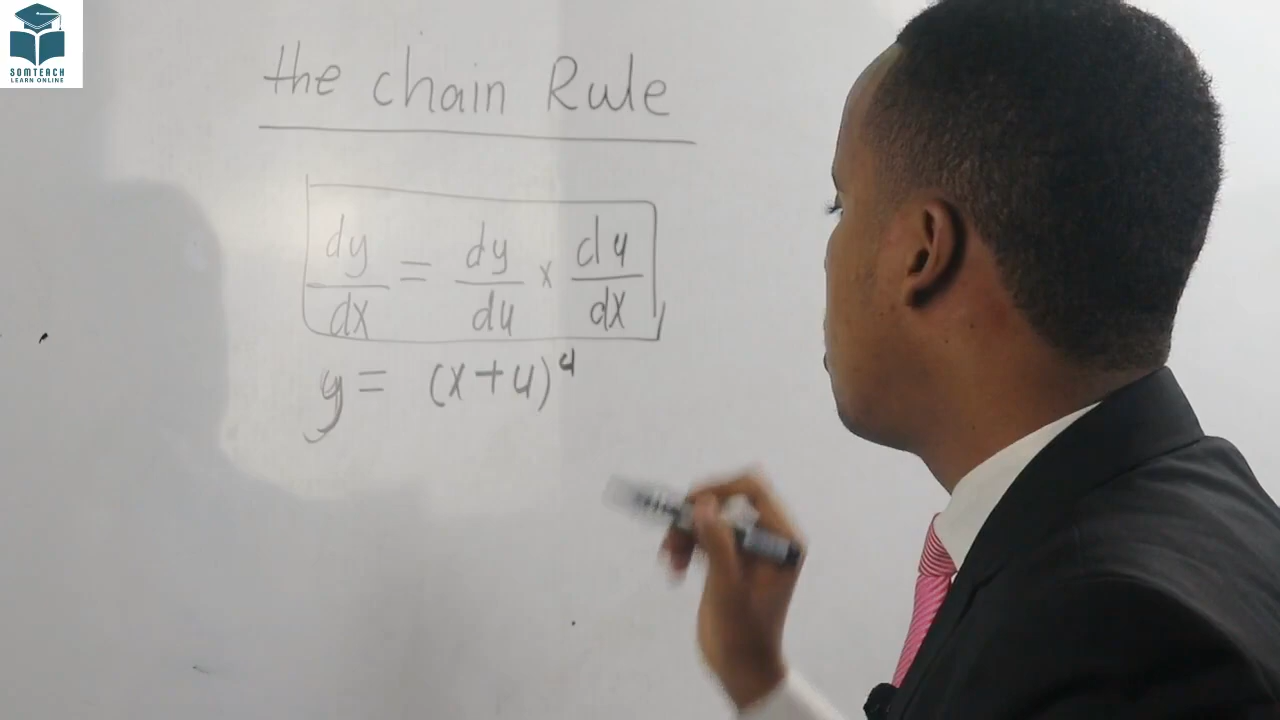 SOMTEACH
LEARN ONLINE
the chain Rule
dy/dx = dy/du × du/dx
y = (x+4)⁴